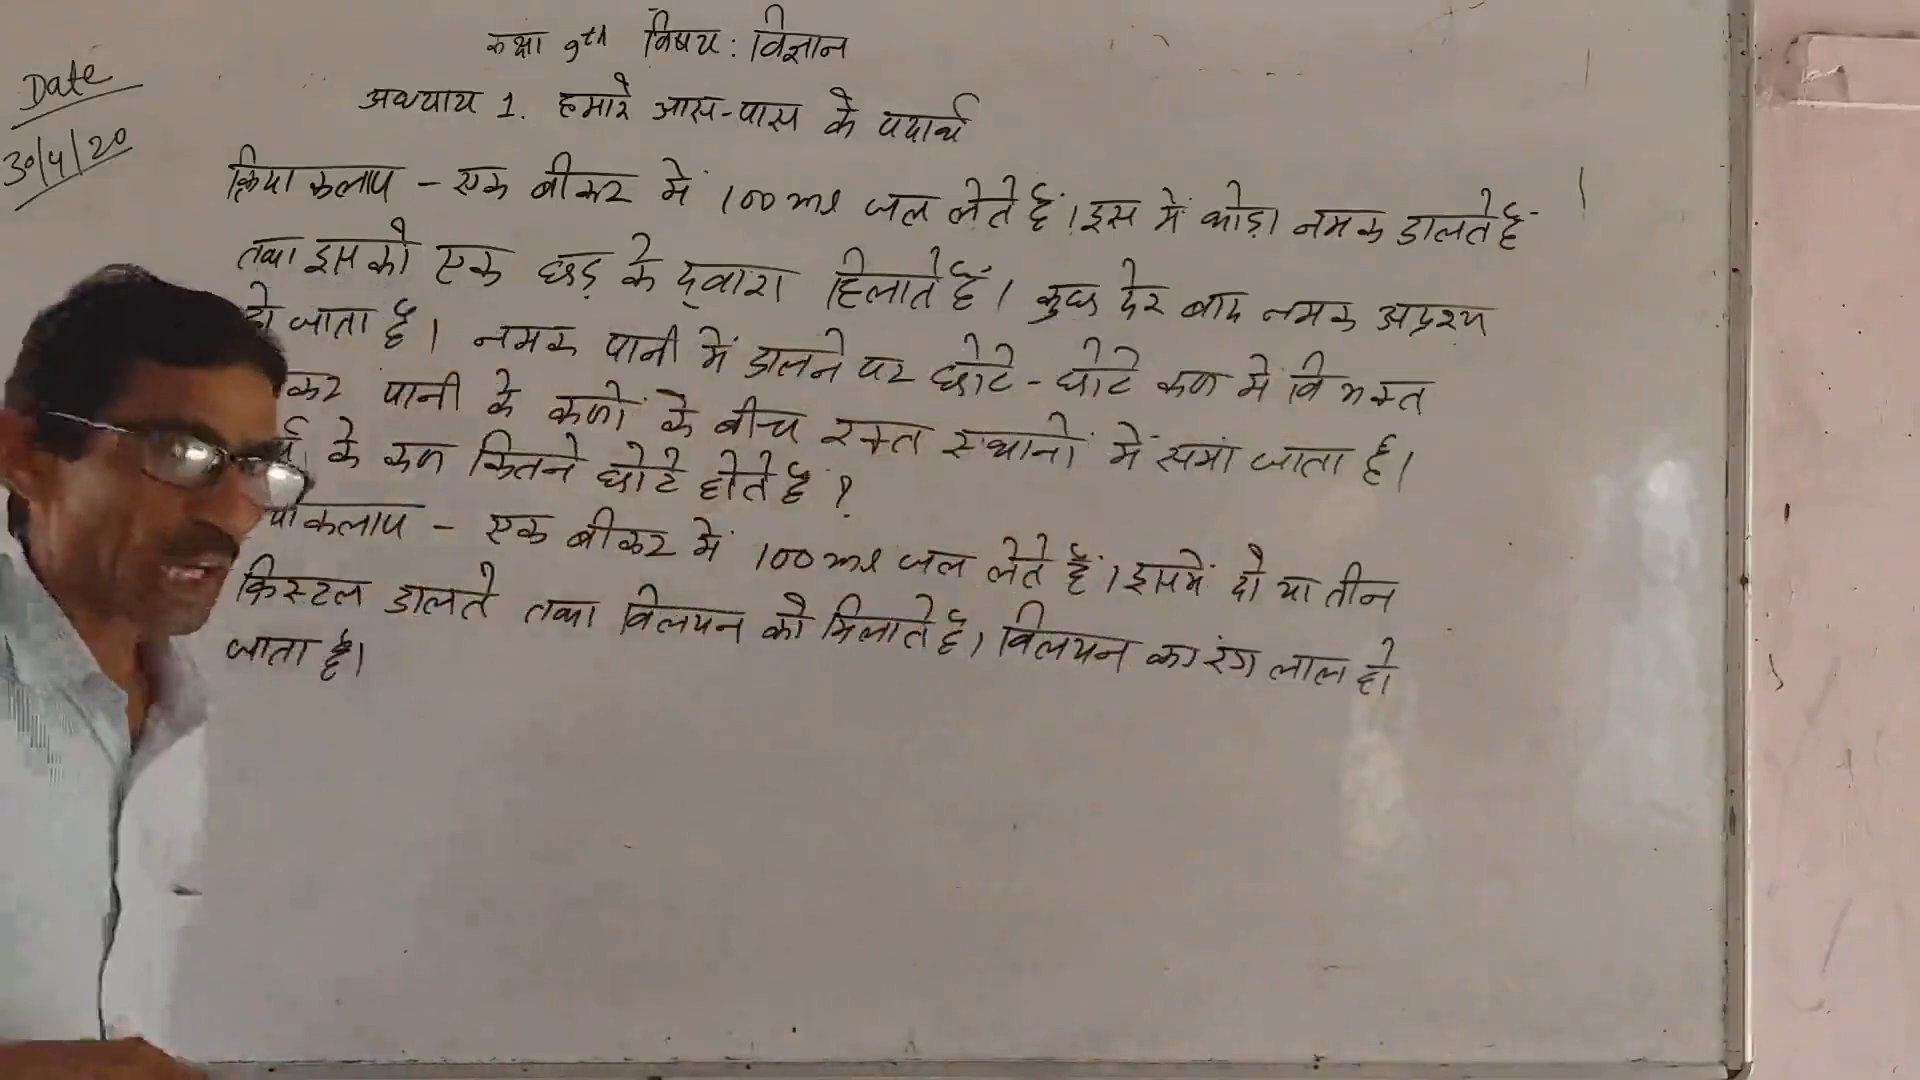 कक्षा 9th विषय : विज्ञान
Date
अध्याय 1. हमारे आस-पास के पदार्थ
30/4/20
क्रिया कलाप - एक बीकर में 100 ml जल लेते हैं। इस में थोड़ा नमक डालते है
तथा इसको एक छड़ के द्वारा हिलाते हैं। कुछ देर बाद नमक अदृश्य
हो जाता है। नमक पानी में डालने पर छोटे-छोटे कण में विभक्त
कर पानी के कणों के बीच रक्त स्थानों में समां जाता है।
के कण कितने छोटे होते है ?
कलाप - एक बीकर में 100 ml जल लेते हैं। इसमें दो या तीन
क्रिस्टल डालते तथा विलयन को मिलाते है। विलयन का रंग लाल हो
जाता है।